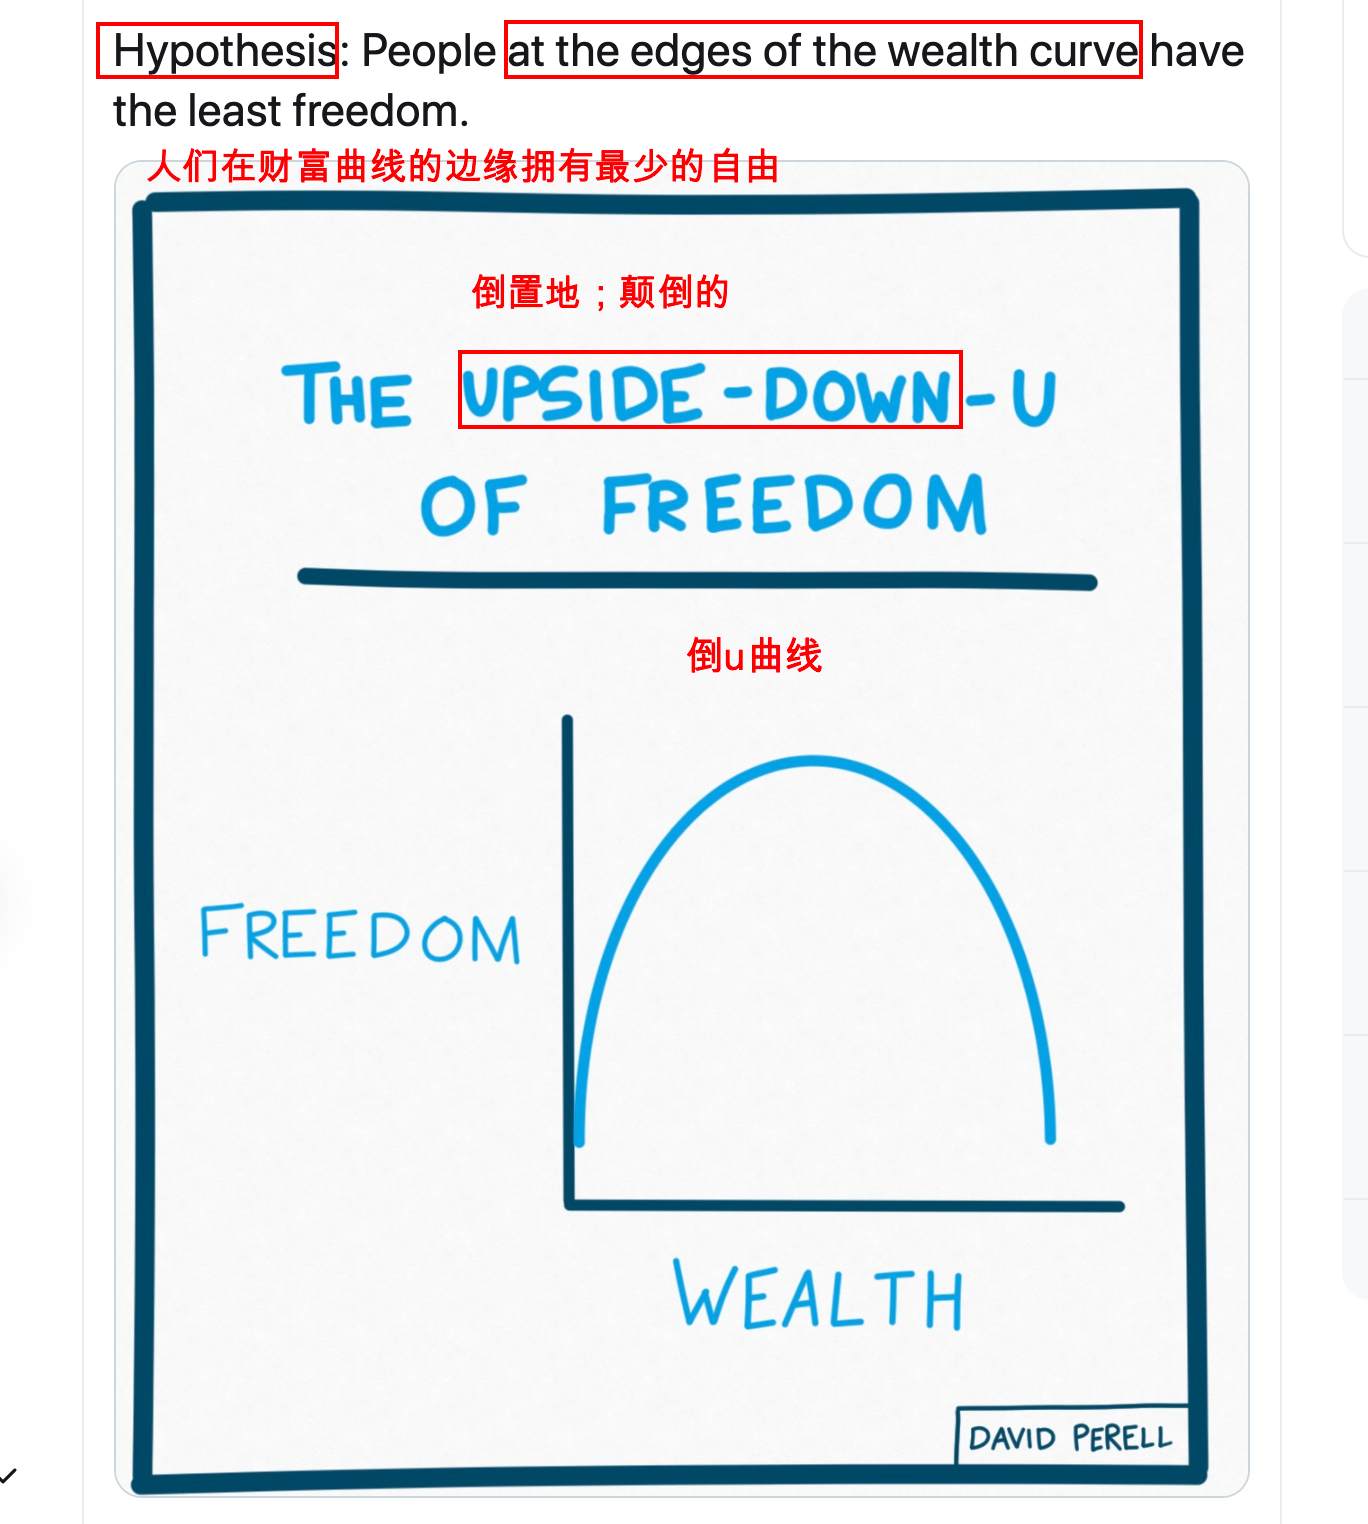 Hypothesis: People at the edges of the wealth curve have
the least freedom.
人们在财富曲线的边缘拥有最少的自由
倒置地；颠倒的
THE UPSIDE-DOWN-U
OF FREEDOM
倒u曲线
FREEDOM
WEALTH
DAVID PERELL